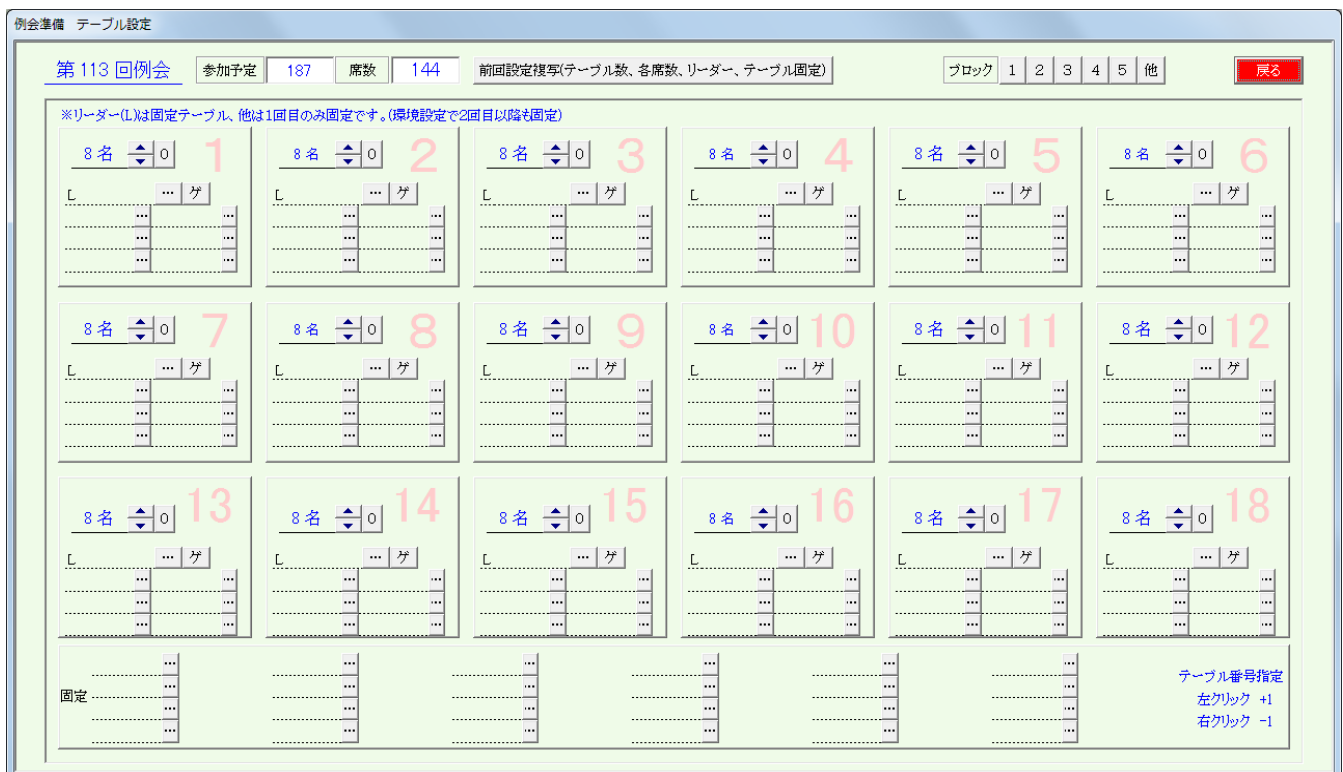 例会準備 テーブル設定
第 113 回例会 参加予定 187 席数 144 前回設定複写(テーブル数、各席数、リーダー、テーブル固定) ブロック 1 2 3 4 5 他 戻る
※リーダー(L)は固定テーブル、他は1回目のみ固定です。(環境設定で2回目以降も固定)
8 名 0 1 8 名 0 2 8 名 0 3 8 名 0 4 8 名 0 5 8 名 0 6
L ... ゲ L ... ゲ L ... ゲ L ... ゲ L ... ゲ L ... ゲ
... ... ... ... ... ... ... ... ... ... ... ...
... ... ... ... ... ... ... ... ... ... ... ...
... ... ... ... ... ... ... ... ... ... ... ...
8 名 0 7 8 名 0 8 8 名 0 9 8 名 0 10 8 名 0 11 8 名 0 12
L ... ゲ L ... ゲ L ... ゲ L ... ゲ L ... ゲ L ... ゲ
... ... ... ... ... ... ... ... ... ... ... ...
... ... ... ... ... ... ... ... ... ... ... ...
... ... ... ... ... ... ... ... ... ... ... ...
8 名 0 13 8 名 0 14 8 名 0 15 8 名 0 16 8 名 0 17 8 名 0 18
L ... ゲ L ... ゲ L ... ゲ L ... ゲ L ... ゲ L ... ゲ
... ... ... ... ... ... ... ... ... ... ... ...
... ... ... ... ... ... ... ... ... ... ... ...
... ... ... ... ... ... ... ... ... ... ... ...
... ... ... ... ... ...
... ... ... ... ... ...
固定
... ... ... ... ... ...
... ... ... ... ... ...
テーブル番号指定
左クリック +1
右クリック -1